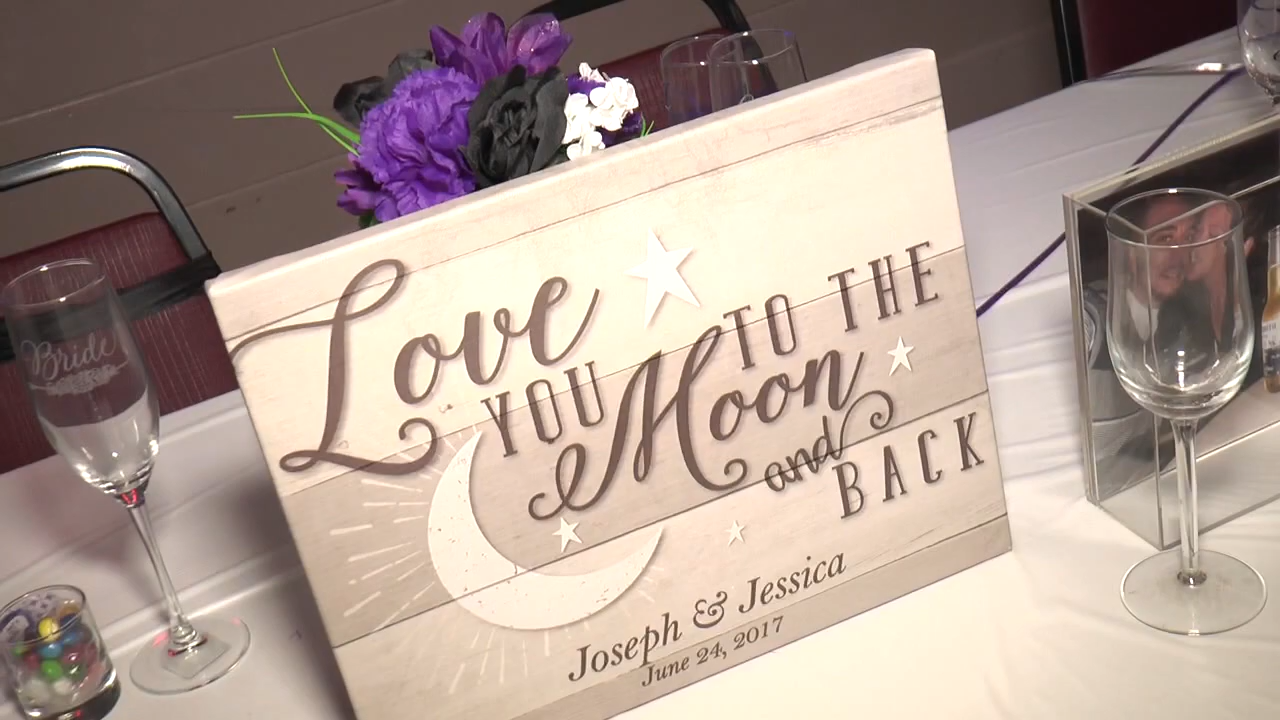 Love
YOU TO THE
Moon
and BACK
Joseph & Jessica
June 24, 2017
Bride